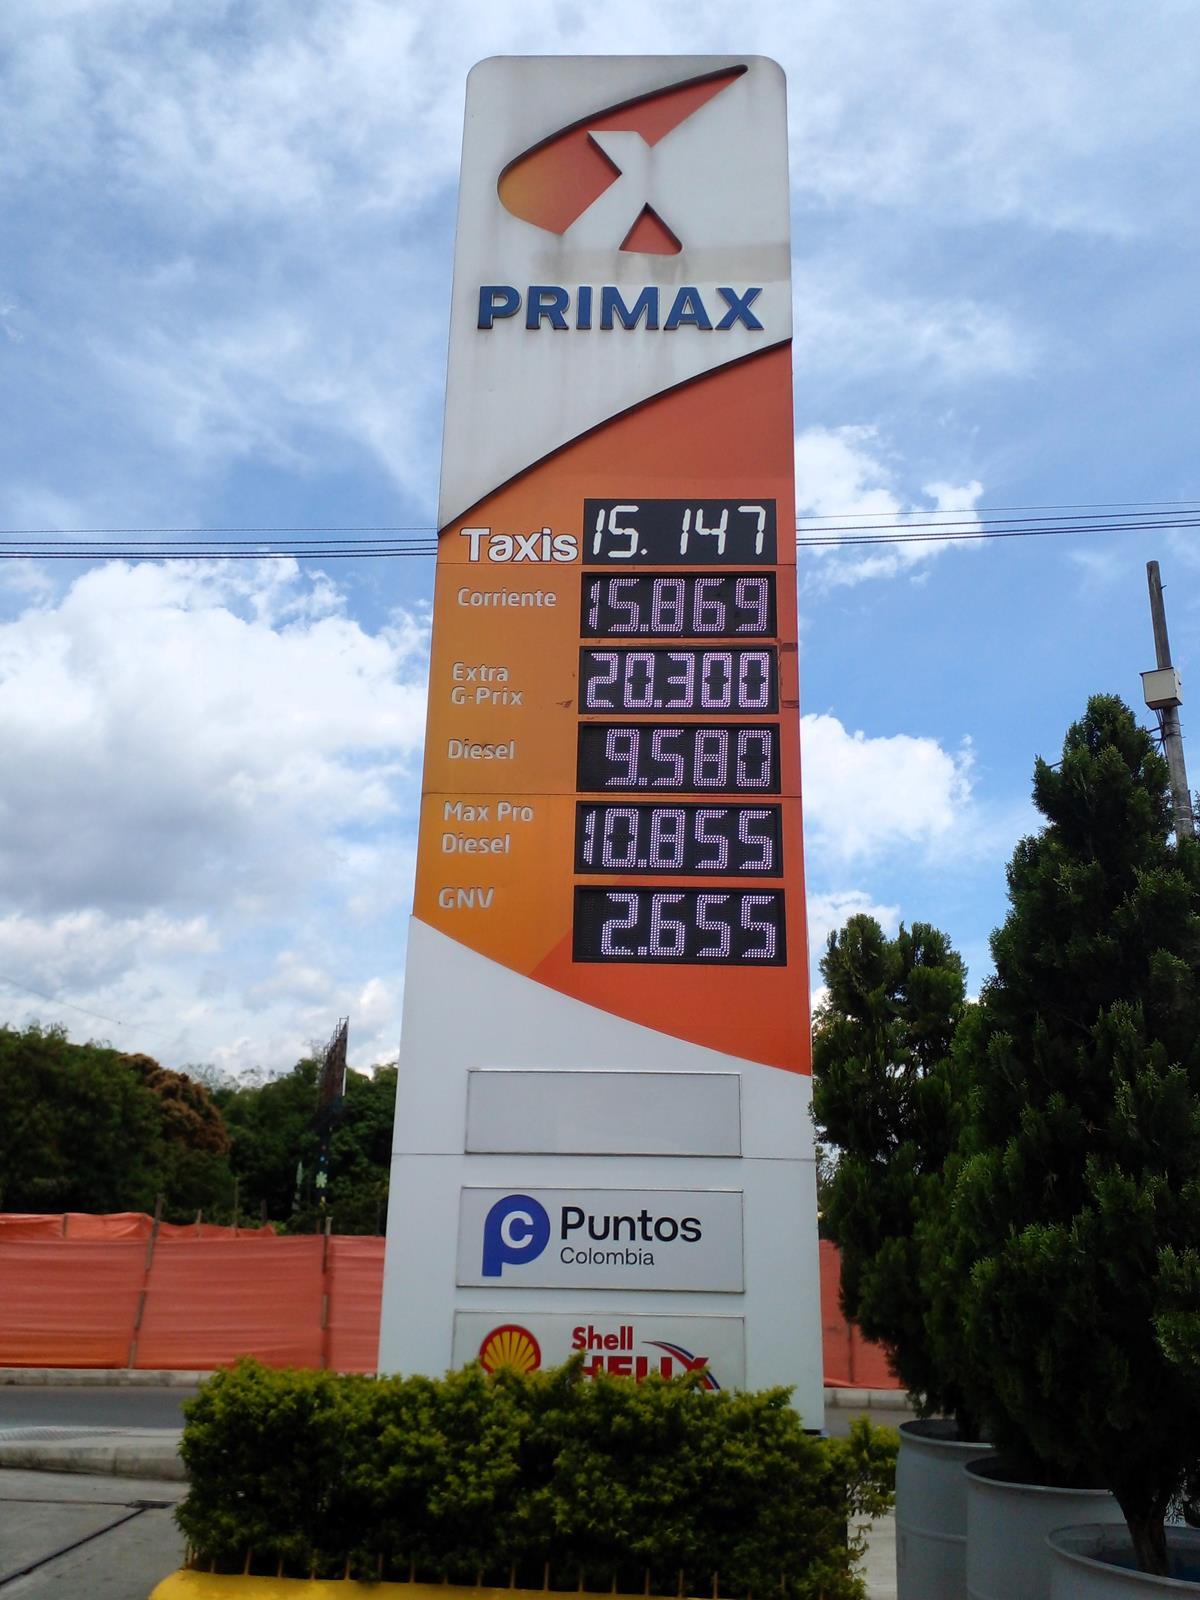 PRIMAX
Taxis 15.147
Corriente 15.869
Extra
G-Prix 20.300
Diesel 9.580
Max Pro
Diesel 10.855
GNV 2.655
Puntos
Colombia
Shell
HELIX